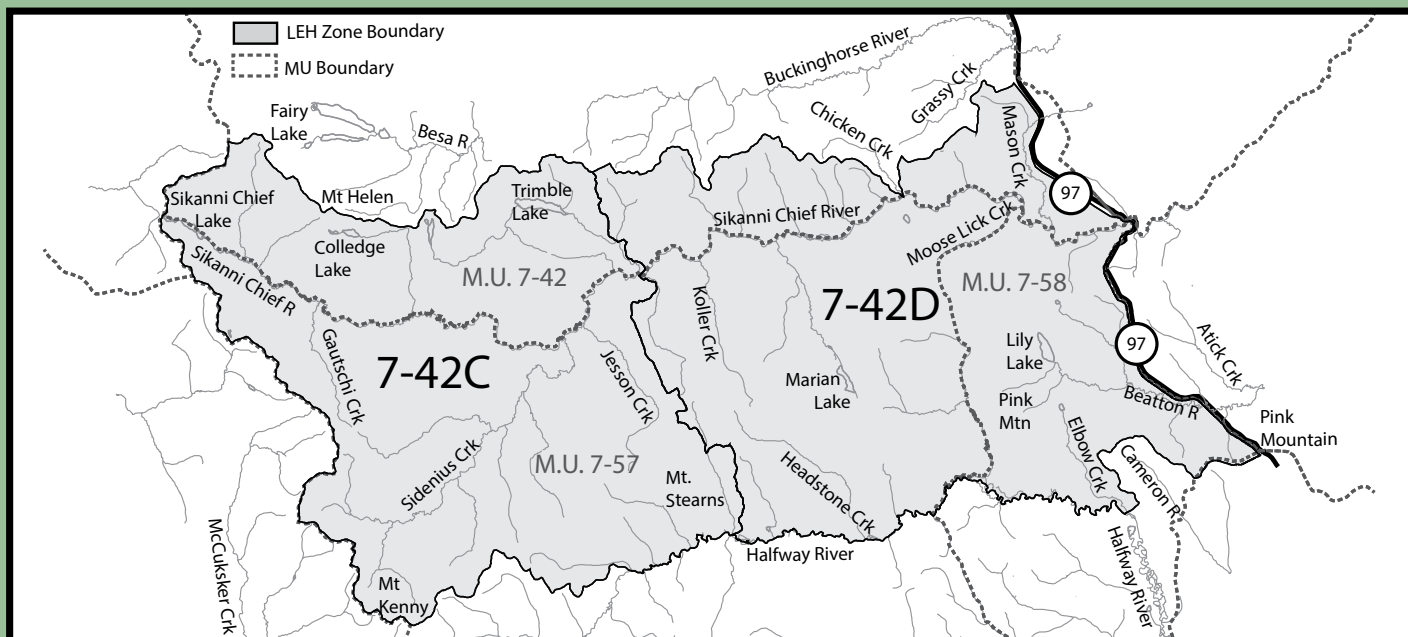 LEH Zone Boundary
MU Boundary
Buckinghorse River
Grassy Crk
Fairy
Lake
Besa R
Chicken Crk
Mason Crk
97
Sikanni Chief
Lake
Mt Helen
Trimble
Lake
Sikanni Chief River
Moose Lick Crk
Colledge
Lake
Sikanni Chief R
M.U. 7-42
M.U. 7-58
Koller Crk
7-42D
Gautschi Crk
7-42C
Jesson Crk
Lily
Lake
97
Attick Crk
Marian
Lake
Pink
Mtn
Beatton R
Pink
Mountain
Elbow Crk
Cameron R
Sidenius Crk
M.U. 7-57
Mt.
Stearns
Headstone Crk
McCuksker Crk
Halfway River
Halfway River
Mt
Kenny